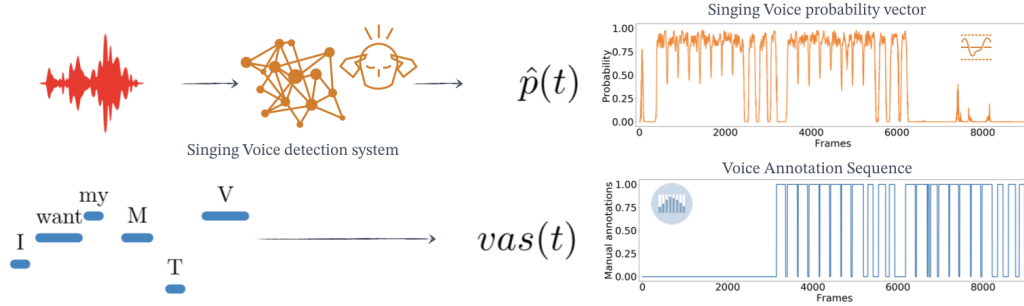 Singing Voice probability vector
Probability
1.00
0.75
0.50
0.25
0.00
0 2000 4000 6000 8000
Frames
p̂(t)
Singing Voice detection system
Voice Annotation Sequence
Manual annotations
1.00
0.75
0.50
0.25
0.00
0 2000 4000 6000 8000
Frames
I want my M T V
vas(t)